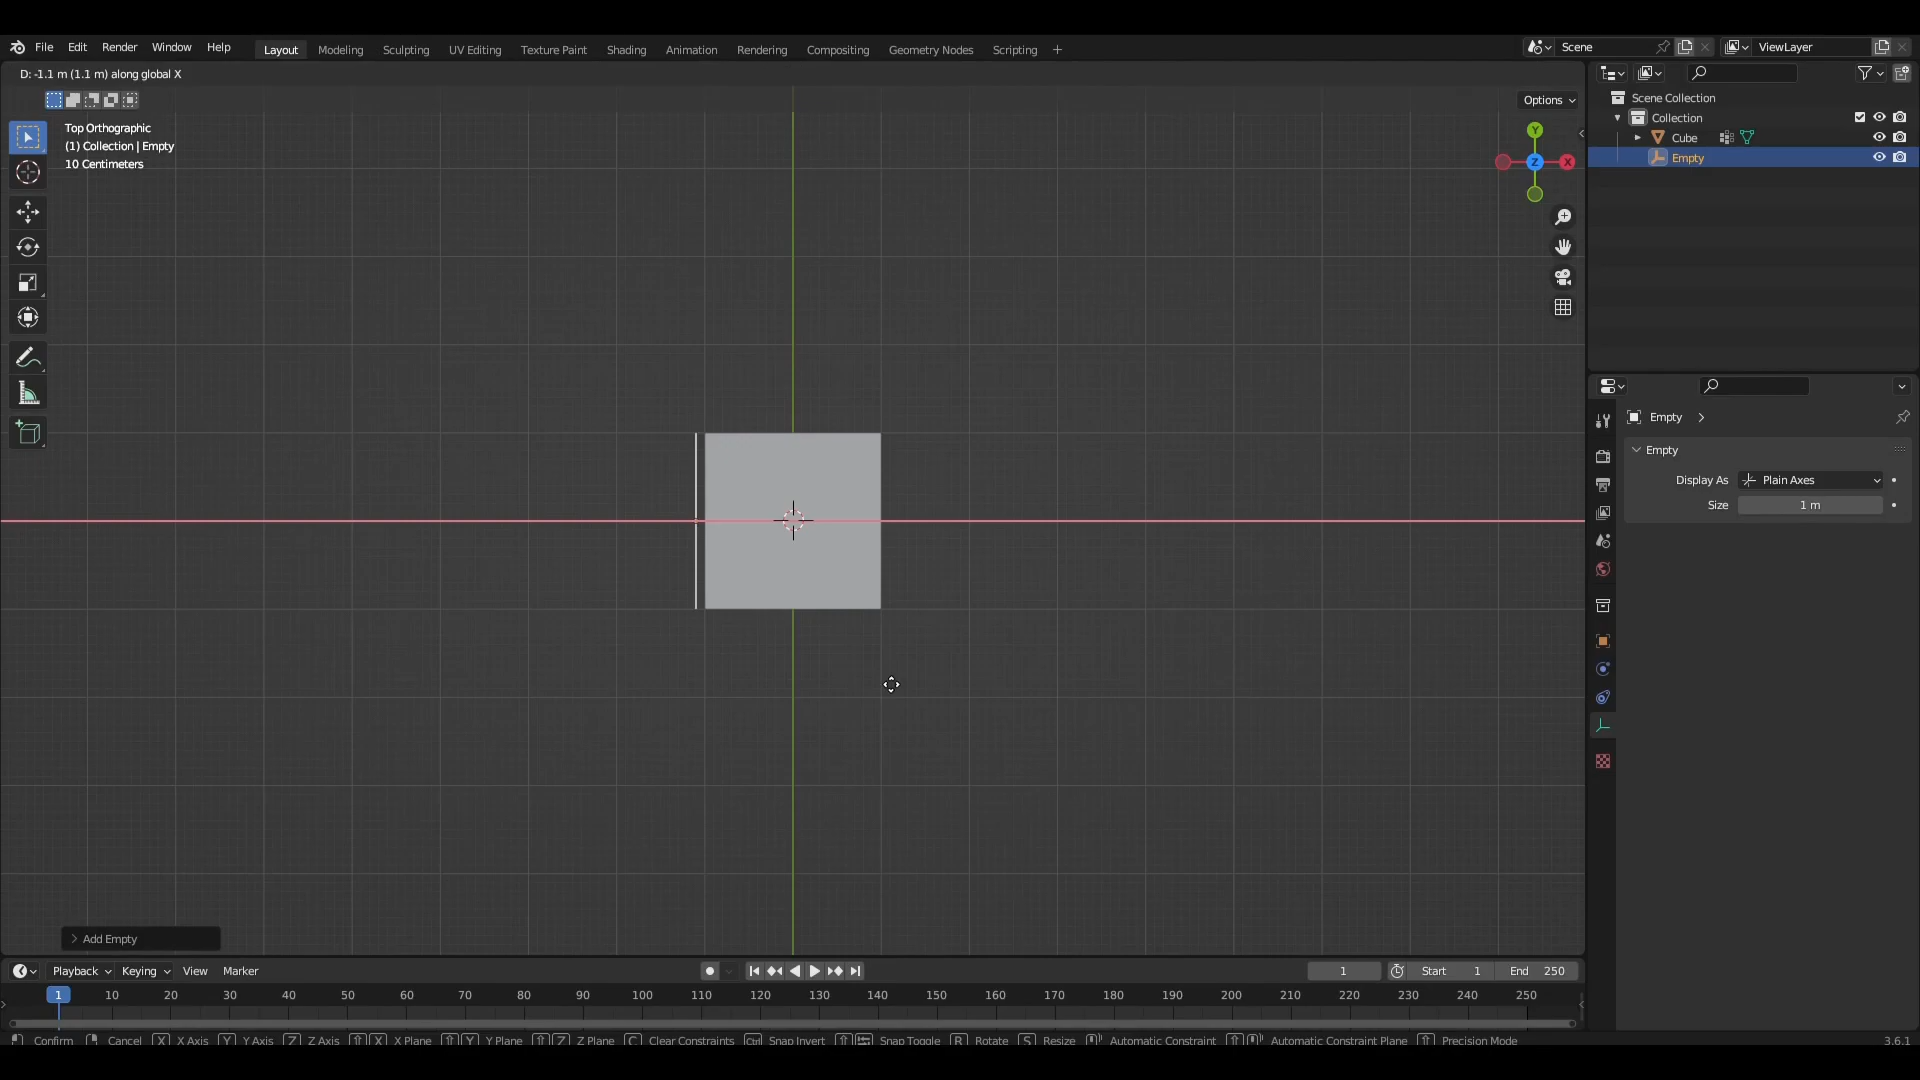 File Edit Render Window Help Layout Modeling Sculpting UV Editing Texture Paint Shading Animation Rendering Compositing Geometry Nodes Scripting + Scene ViewLayer
D: -1.1 m (1.1 m) along global X
Options
Top Orthographic
(1) Collection | Empty
10 Centimeters
Y
Z X
Scene Collection
Collection
Cube
Empty
Empty
Empty
Display As Plain Axes
Size 1 m
Add Empty
Playback Keying View Marker 1 Start 1 End 250
1 10 20 30 40 50 60 70 80 90 100 110 120 130 140 150 160 170 180 190 200 210 220 230 240 250
Confirm Cancel X X Axis Y Y Axis Z Z Axis X X Plane Y Y Plane Z Z Plane C Clear Constraints Ctrl Snap Invert Snap Toggle R Rotate S Resize Automatic Constraint Automatic Constraint Plane Precision Mode 3.6.1